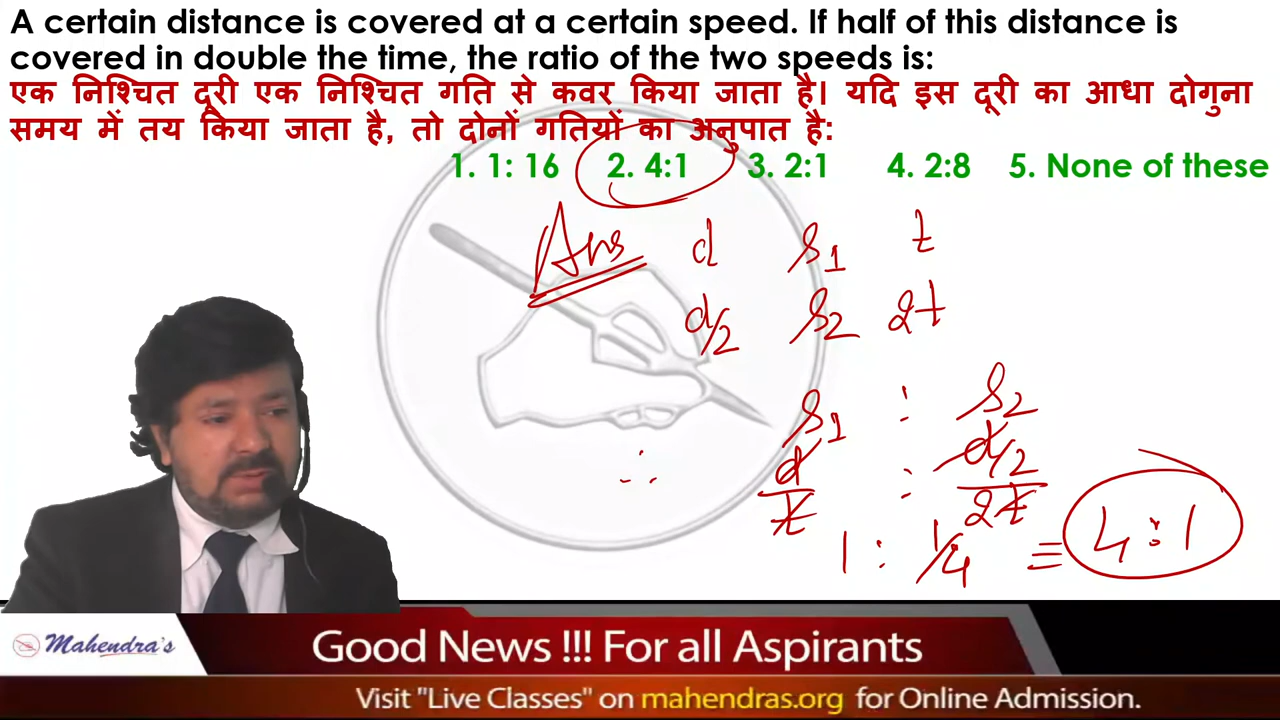 A certain distance is covered at a certain speed. If half of this distance is
covered in double the time, the ratio of the two speeds is:
एक निश्चित दूरी एक निश्चित गति से कवर किया जाता है। यदि इस दूरी का आधा दोगुना
समय में तय किया जाता है, तो दोनों गतियों का अनुपात है:
1. 1: 16 2. 4:1 3. 2:1 4. 2:8 5. None of these
Ans d s1 t
d/2 s2 2t
s1 : s2
∴ d/t : d/2/2t
1 : 1/4 = 4:1
Mahendra's
Good News !!! For all Aspirants
Visit "Live Classes" on mahendras.org for Online Admission.